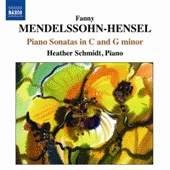 NAXOS
Fanny
MENDELSSOHN-HENSEL
Piano Sonatas in C and G minor
Heather Schmidt, Piano